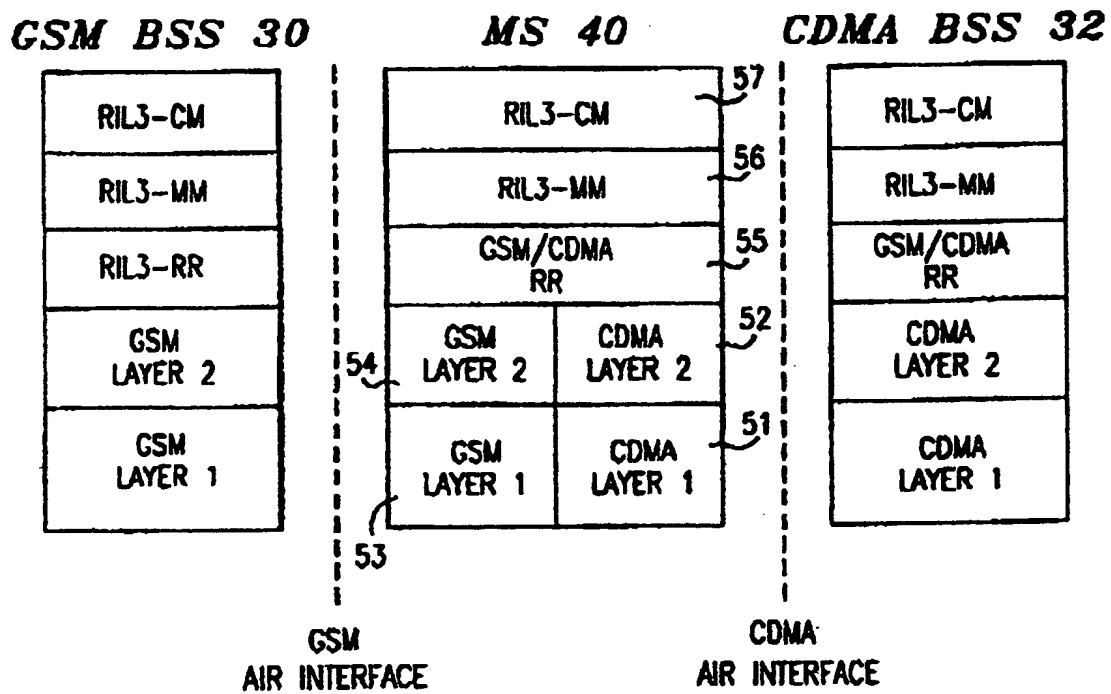 GSM BSS 30
MS 40
CDMA BSS 32
RIL3-CM
RIL3-MM
RIL3-RR
GSM
LAYER 2
GSM
LAYER 1
RIL3-CM
57
RIL3-MM
56
GSM/CDMA
RR
55
GSM
LAYER 2
54
CDMA
LAYER 2
52
GSM
LAYER 1
53
CDMA
LAYER 1
51
RIL3-CM
RIL3-MM
GSM/CDMA
RR
CDMA
LAYER 2
CDMA
LAYER 1
GSM
AIR INTERFACE
CDMA
AIR INTERFACE